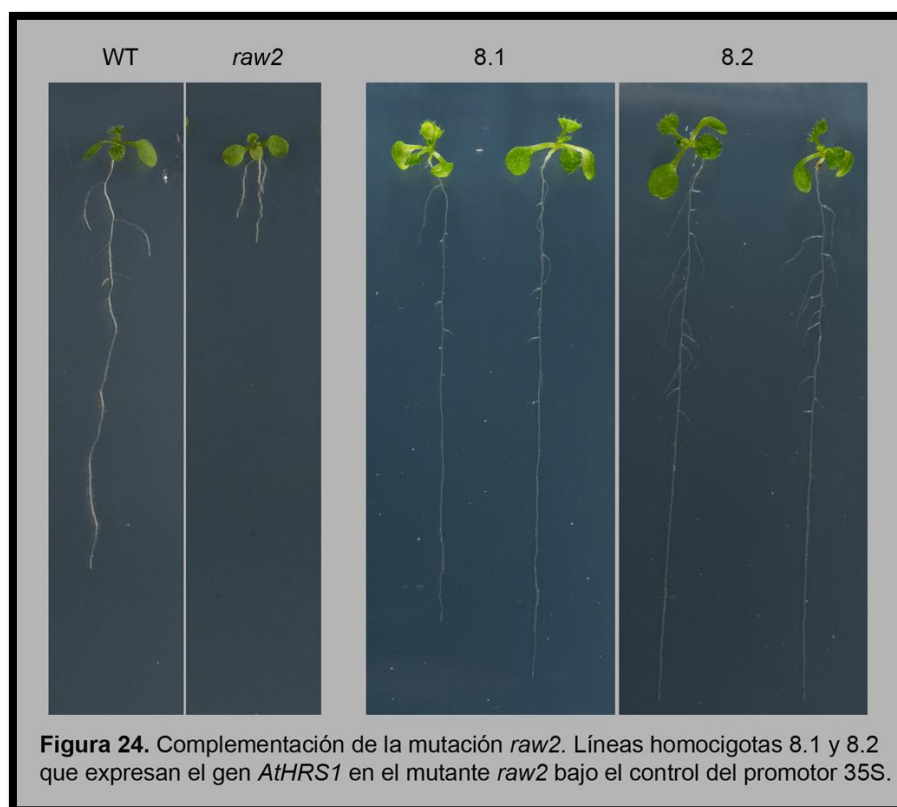 WT raw2 8.1 8.2
Figura 24. Complementación de la mutación raw2. Líneas homocigotas 8.1 y 8.2
que expresan el gen AtHRS1 en el mutante raw2 bajo el control del promotor 35S.